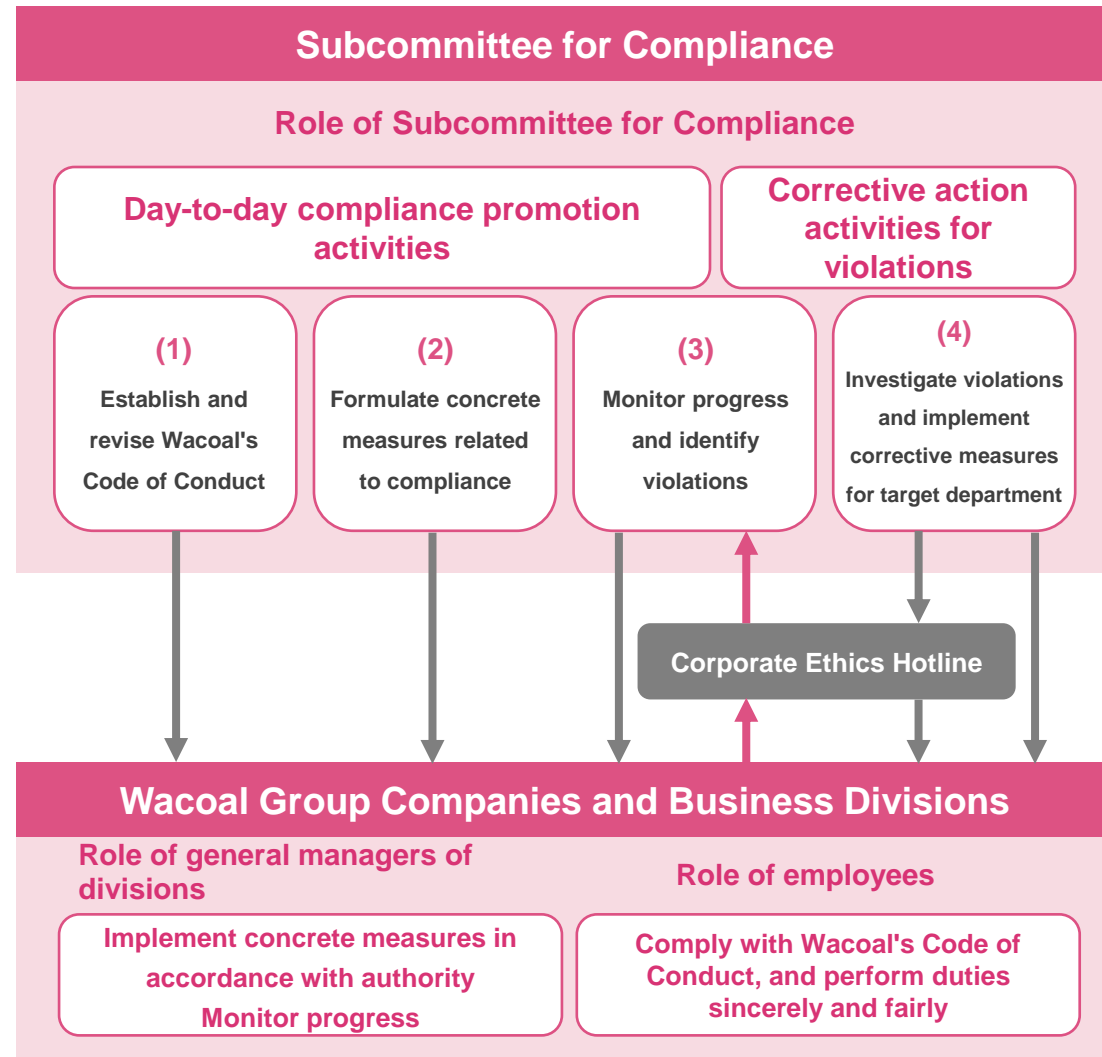 Subcommittee for Compliance
Role of Subcommittee for Compliance
Day-to-day compliance promotion
activities
Corrective action
activities for
violations
(1)
Establish and
revise Wacoal's
Code of Conduct
(2)
Formulate concrete
measures related
to compliance
(3)
Monitor progress
and identify
violations
(4)
Investigate violations
and implement
corrective measures
for target department
Corporate Ethics Hotline
Wacoal Group Companies and Business Divisions
Role of general managers of
divisions
Implement concrete measures in
accordance with authority
Monitor progress
Role of employees
Comply with Wacoal's Code of
Conduct, and perform duties
sincerely and fairly